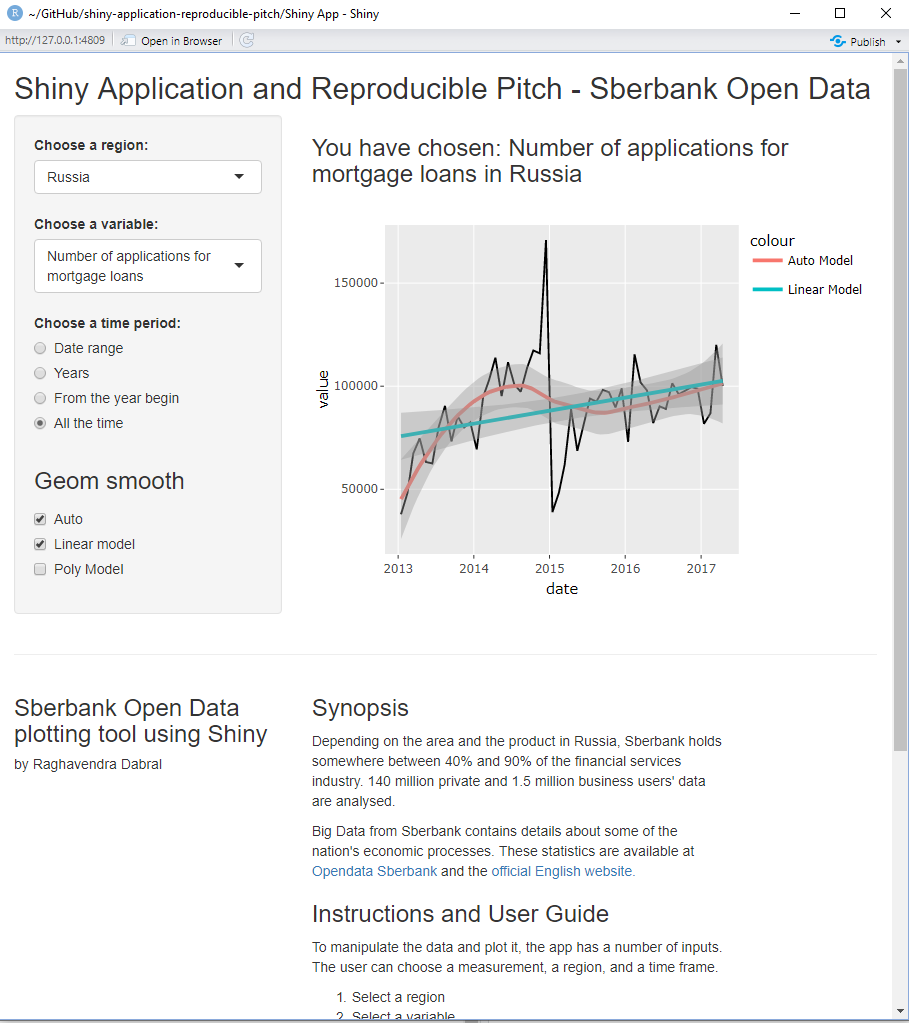 ~/GitHub/shiny-application-reproducible-pitch/Shiny App - Shiny
http://127.0.0.1:4809
Open in Browser
Publish
Shiny Application and Reproducible Pitch - Sberbank Open Data
Choose a region:
Russia
Choose a variable:
Number of applications for
mortgage loans
Choose a time period:
Date range
Years
From the year begin
All the time
Geom smooth
Auto
Linear model
Poly Model
You have chosen: Number of applications for
mortgage loans in Russia
150000
100000
50000
value
2013 2014 2015 2016 2017
date
colour
Auto Model
Linear Model
Sberbank Open Data
plotting tool using Shiny
by Raghavendra Dabral
Synopsis
Depending on the area and the product in Russia, Sberbank holds
somewhere between 40% and 90% of the financial services
industry. 140 million private and 1.5 million business users' data
are analysed.
Big Data from Sberbank contains details about some of the
nation's economic processes. These statistics are available at
Opendata Sberbank and the official English website.
Instructions and User Guide
To manipulate the data and plot it, the app has a number of inputs.
The user can choose a measurement, a region, and a time frame.
1. Select a region
2. Select a variable